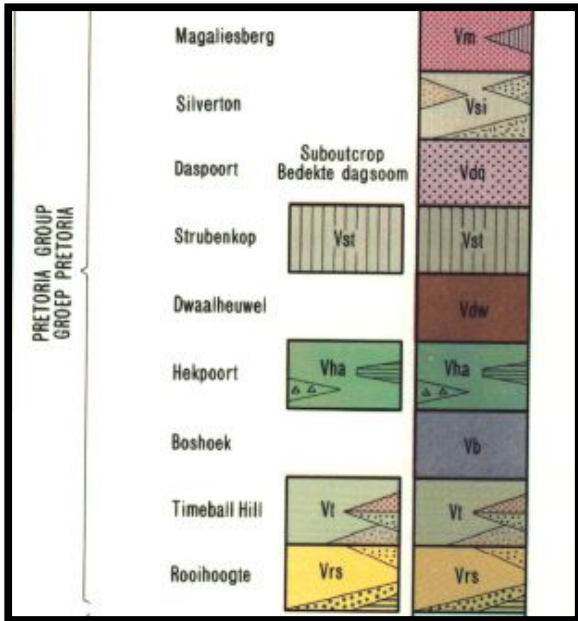 PRETORIA GROUP
GROEP PRETORIA
Magaliesberg
Vm
Silverton
Vsi
Daspoort
Suboutcrop
Bedekte dagsoom
Vdq
Strubenkop
Vst
Vst
Dwaalheuwel
Vdw
Hekpoort
Vha
Vha
Boshoek
Vb
Timeball Hill
Vt
Vt
Rooihoogte
Vrs
Vrs